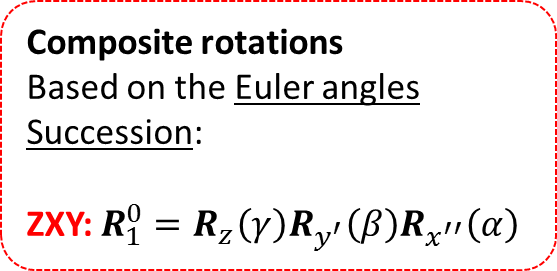 Composite rotations
Based on the Euler angles
Succession:
ZXY: 𝑹₁⁰ = 𝑹_z(γ)𝑹_y′(β)𝑹_x′′(α)